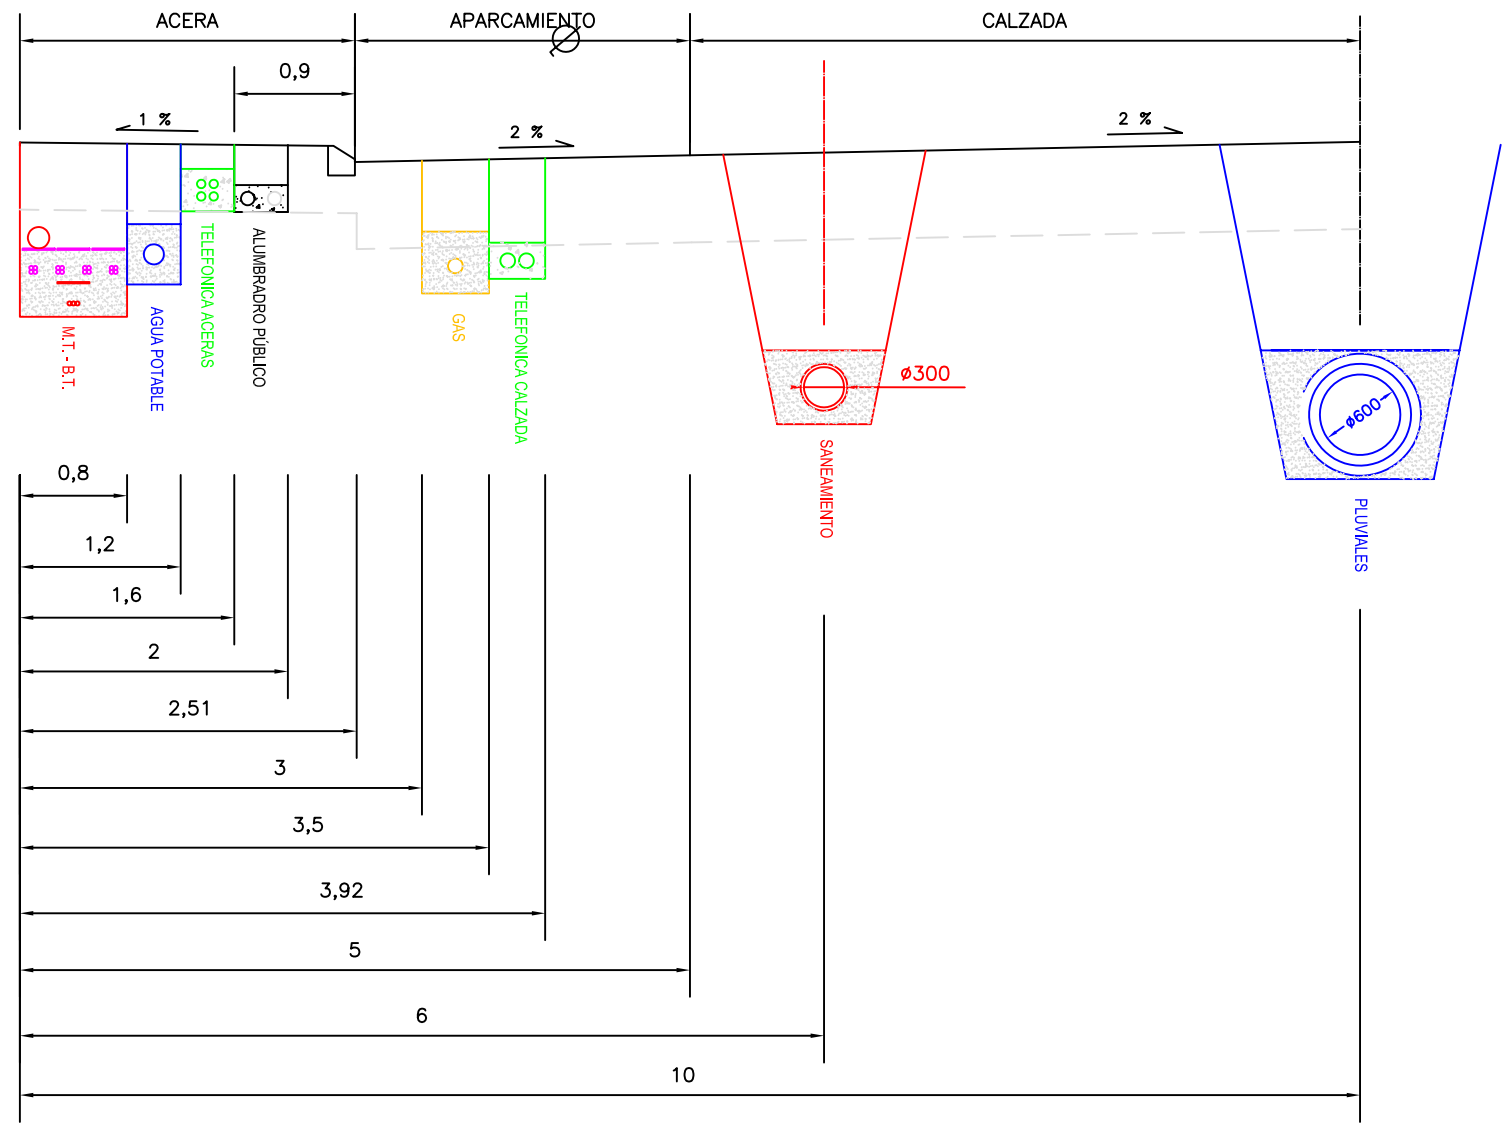 ACERA
APARCAMIENTO
CALZADA
0,9
1 %
2 %
2 %
M.T. - B.T.
AGUA POTABLE
TELEFONICA ACERAS
ALUMBRADRO PÚBLICO
GAS
TELEFONICA CALZADA
ø300
SANEAMIENTO
ø600
PLUVIALES
0,8
1,2
1,6
2
2,51
3
3,5
3,92
5
6
10